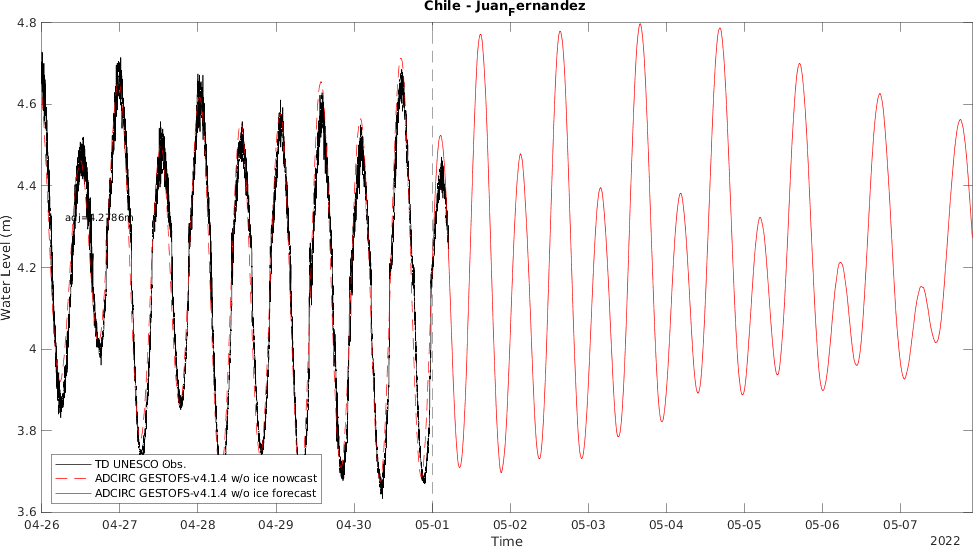 Chile - JuanFernandez
4.8
4.6
4.4
4.2
4
3.8
3.6
Water Level (m)
adj=4.2786m
TD UNESCO Obs.
ADCIRC GESTOFS-v4.1.4 w/o ice nowcast
ADCIRC GESTOFS-v4.1.4 w/o ice forecast
04-26 04-27 04-28 04-29 04-30 05-01 05-02 05-03 05-04 05-05 05-06 05-07
Time
2022